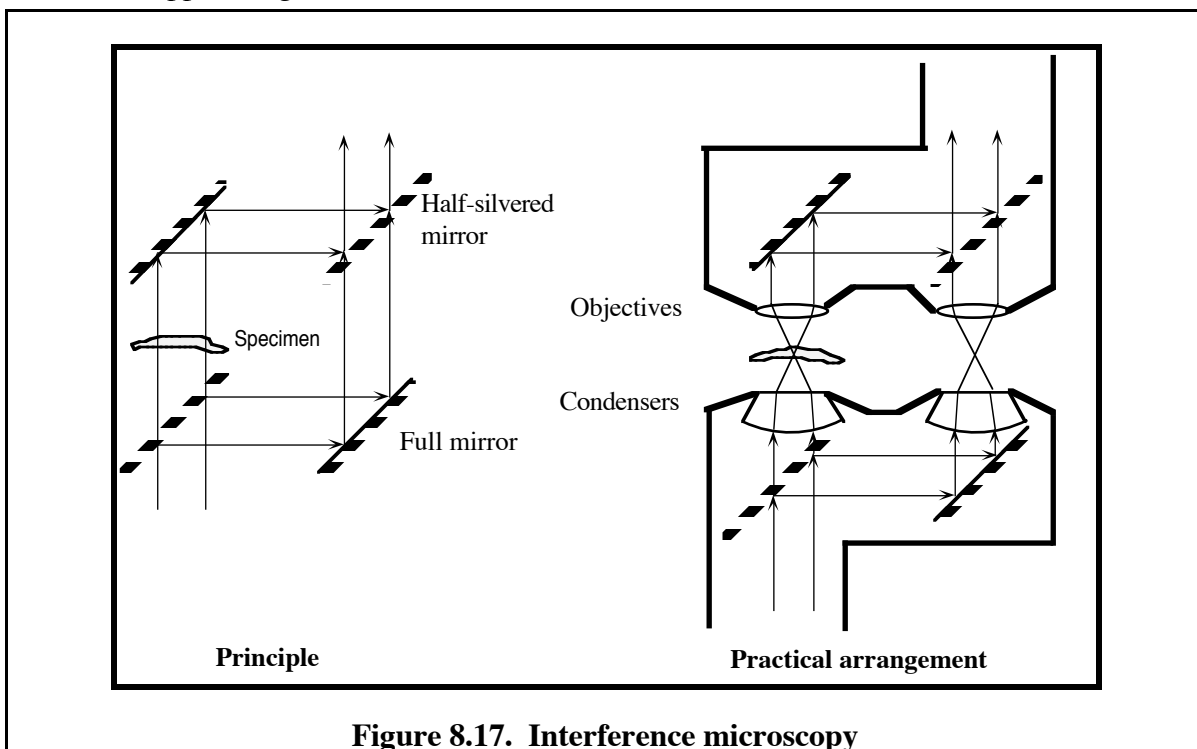 Half-silvered
mirror
Specimen
Full mirror
Principle
Objectives
Condensers
Practical arrangement
Figure 8.17. Interference microscopy